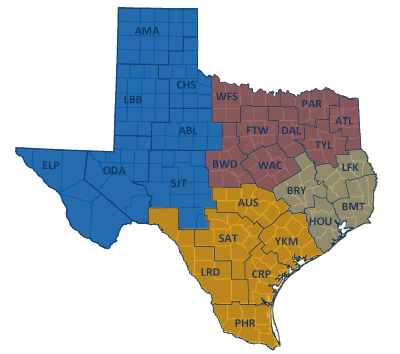 AMA
CHS
LBB
WFS
PAR
ATL
ABL
FTW
DAL
TYL
ELP
ODA
BWD
WAC
LFK
SJT
BRY
AUS
BMT
HOU
SAT
YKM
LRD
CRP
PHR